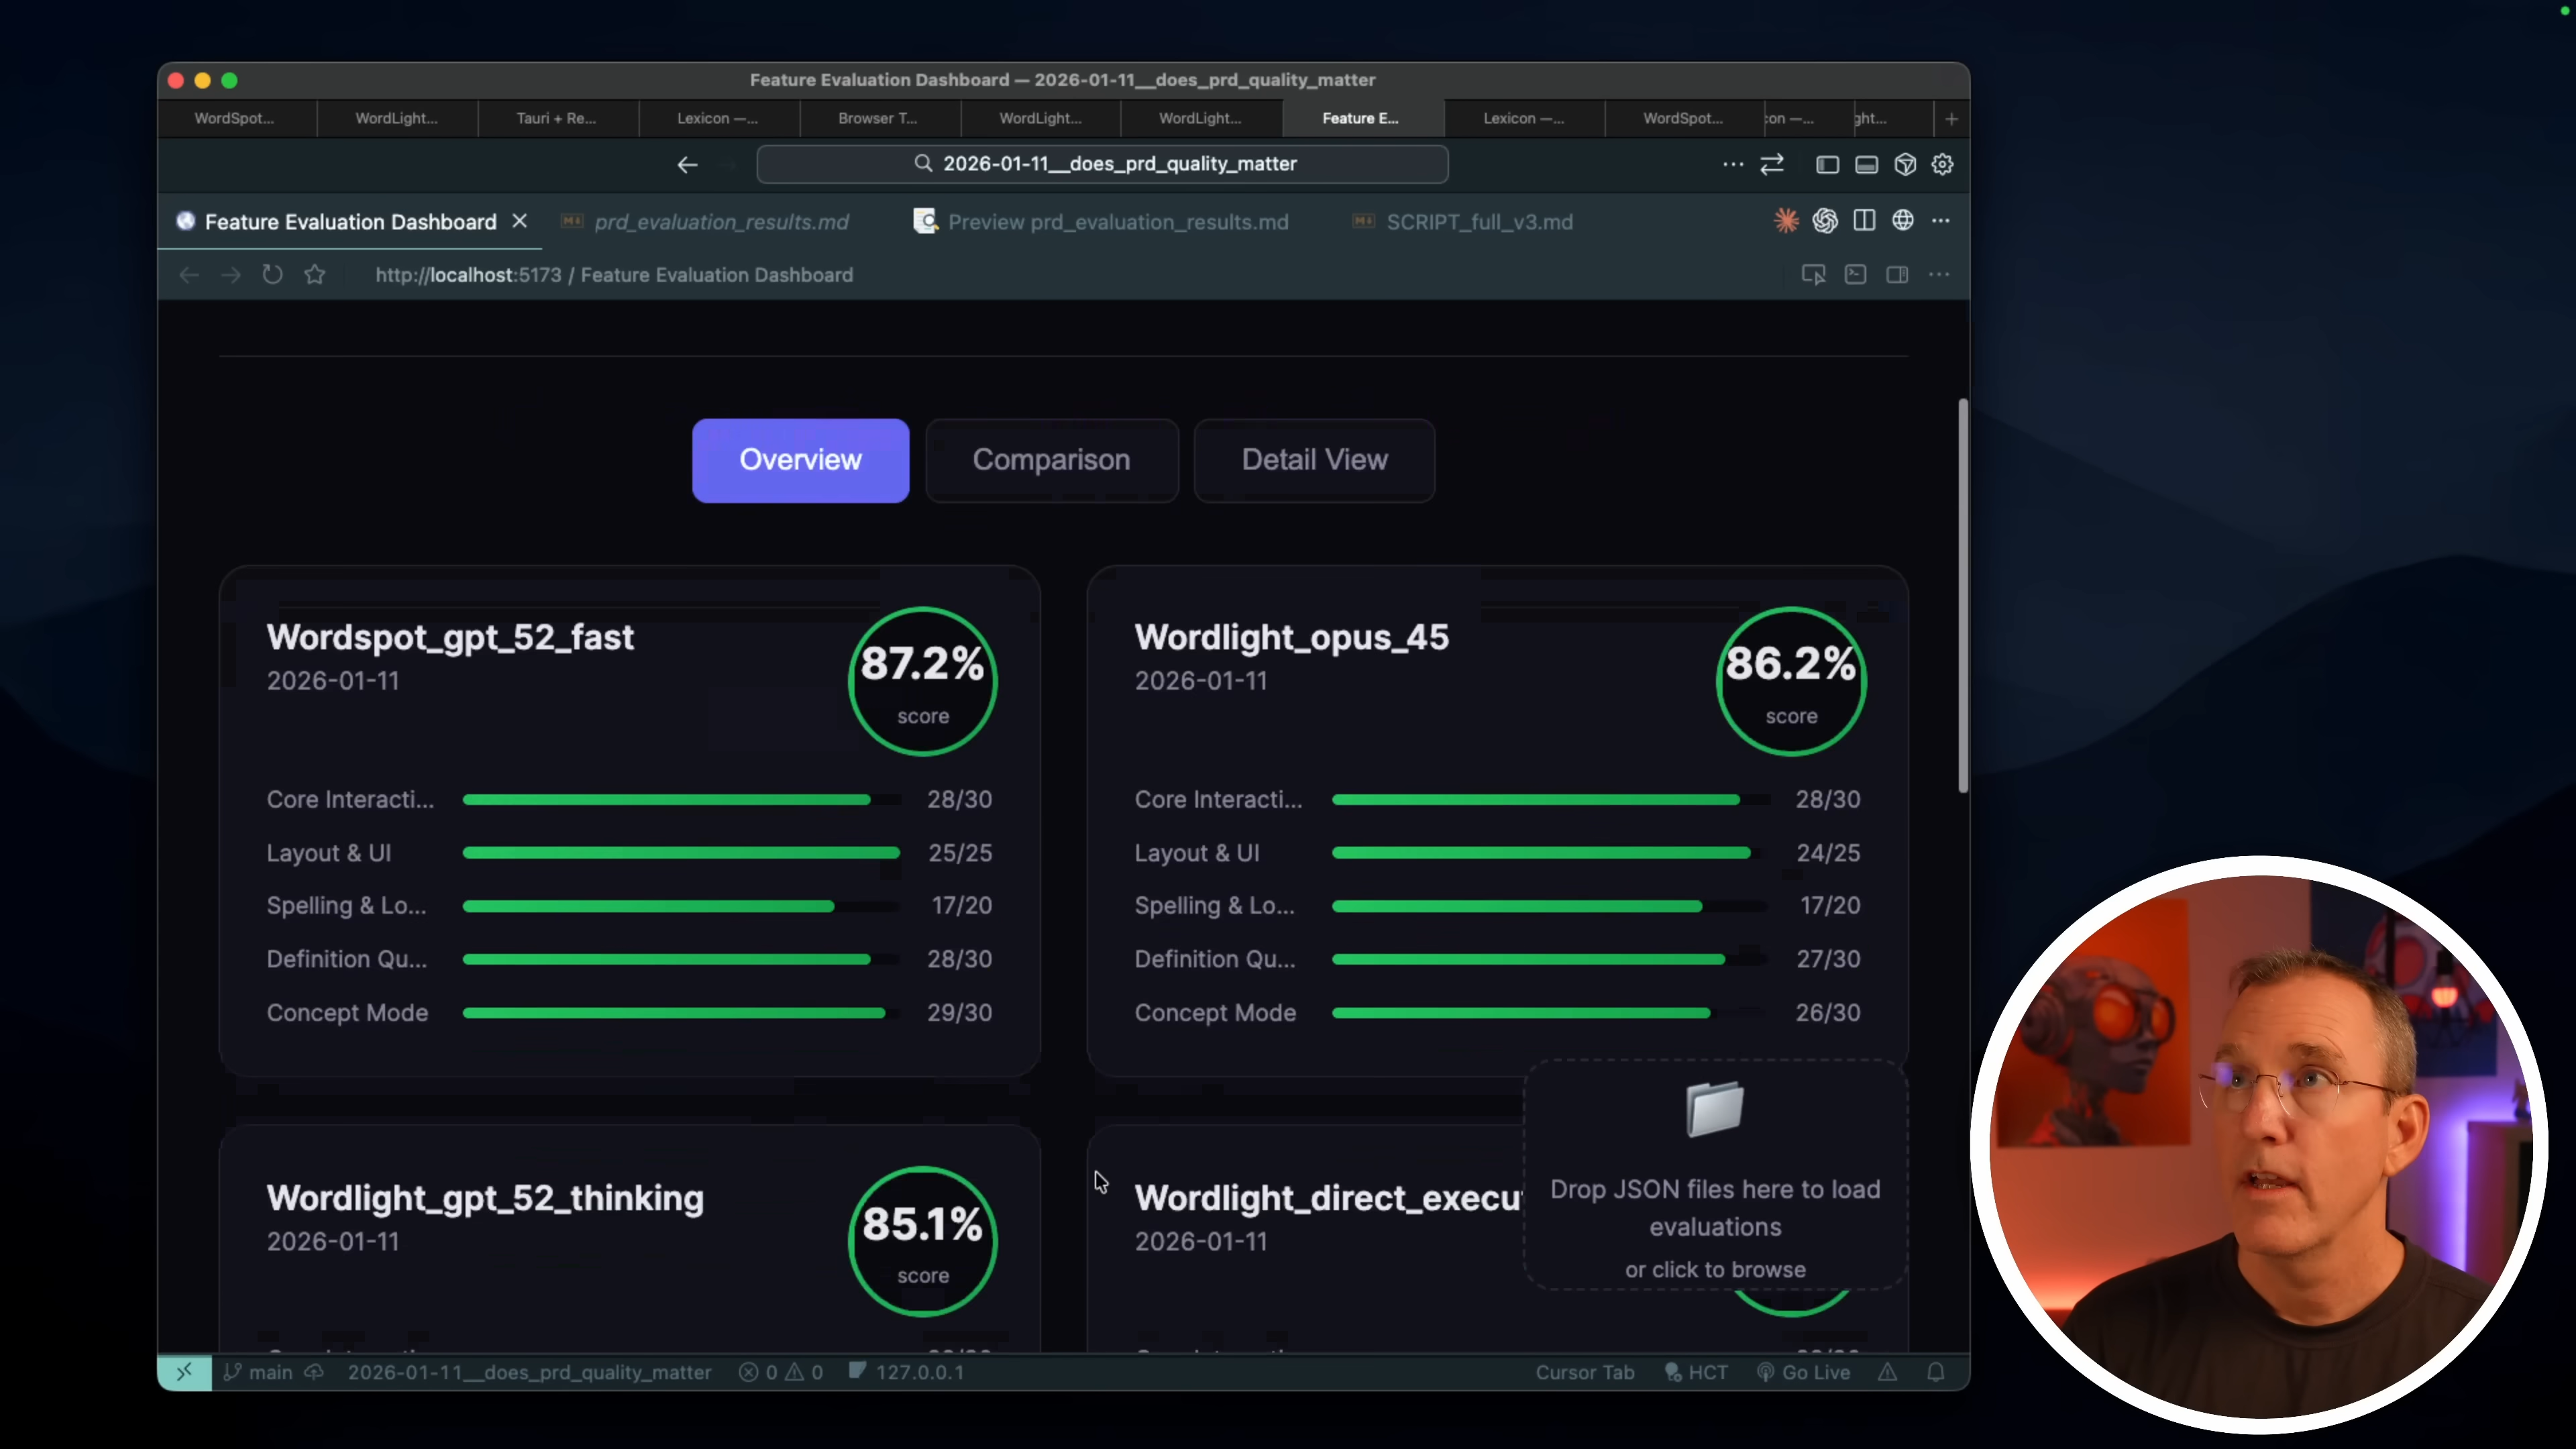 Feature Evaluation Dashboard — 2026-01-11__does_prd_quality_matter
WordSpot... WordLight... Tauri + Re... Lexicon —... Browser T... WordLight... WordLight... Feature E... Lexicon —... WordSpot... con —... ght...
2026-01-11__does_prd_quality_matter
Feature Evaluation Dashboard prd_evaluation_results.md Preview prd_evaluation_results.md SCRIPT_full_v3.md
http://localhost:5173 / Feature Evaluation Dashboard
Overview Comparison Detail View
Wordspot_gpt_52_fast
2026-01-11
87.2%
score
Core Interacti... 28/30
Layout & UI 25/25
Spelling & Lo... 17/20
Definition Qu... 28/30
Concept Mode 29/30
Wordlight_opus_45
2026-01-11
86.2%
score
Core Interacti... 28/30
Layout & UI 24/25
Spelling & Lo... 17/20
Definition Qu... 27/30
Concept Mode 26/30
Wordlight_gpt_52_thinking
2026-01-11
85.1%
score
Wordlight_direct_execu
2026-01-11
Drop JSON files here to load
evaluations
or click to browse
main 2026-01-11__does_prd_quality_matter 0 0 127.0.0.1 Cursor Tab HCT Go Live